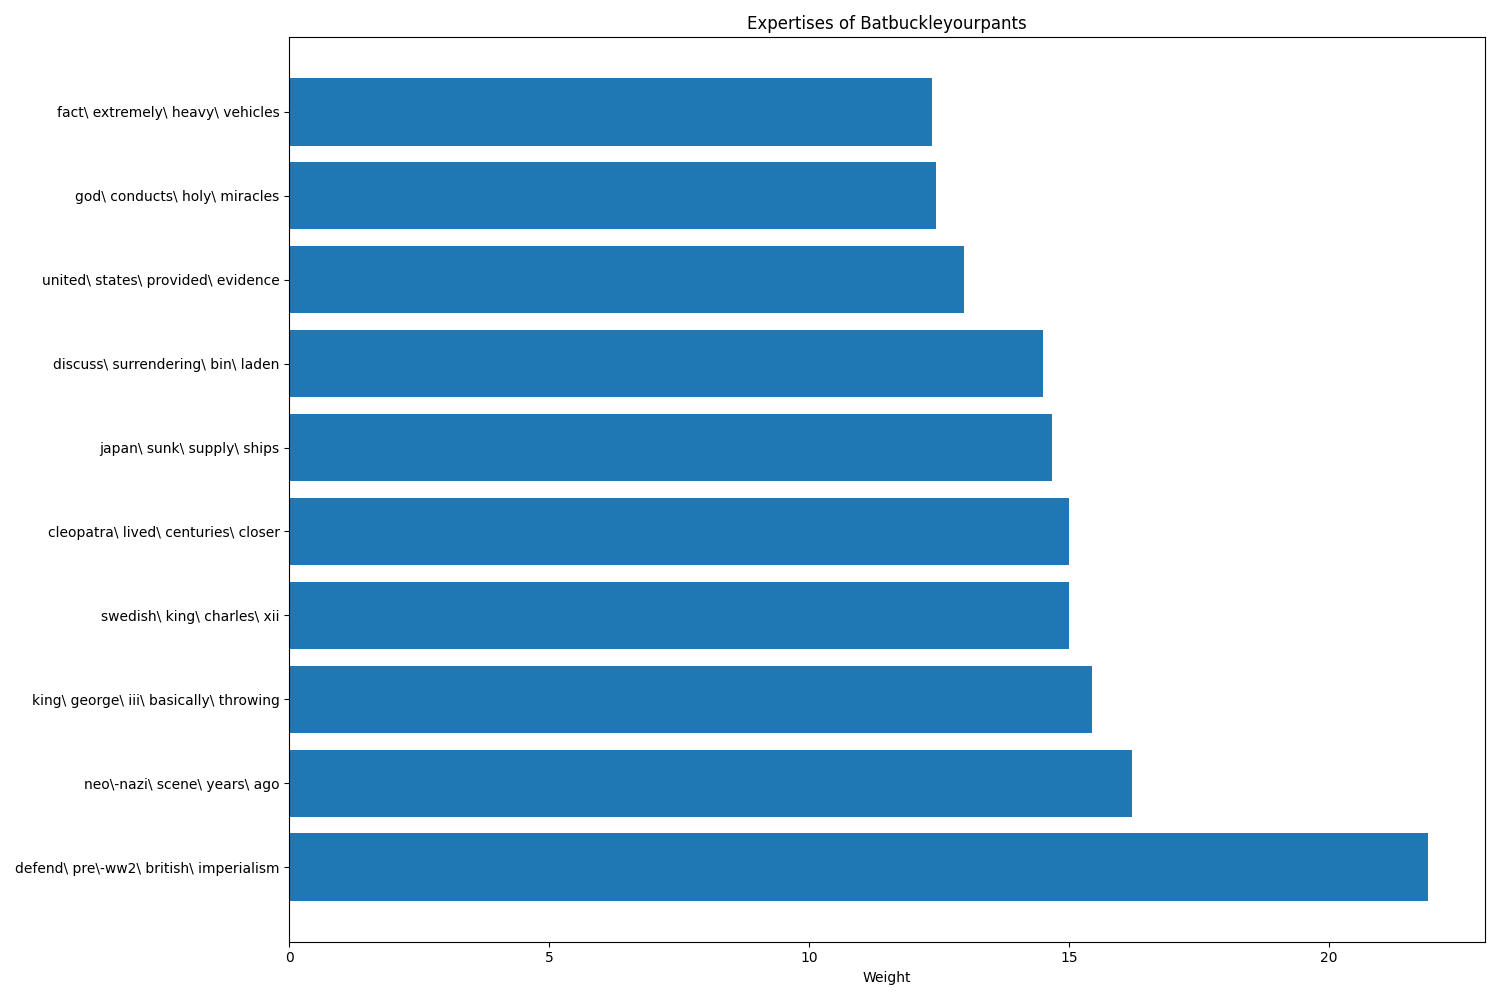 Expertises of Batbuckleyourpants
fact\ extremely\ heavy\ vehicles
god\ conducts\ holy\ miracles
united\ states\ provided\ evidence
discuss\ surrendering\ bin\ laden
japan\ sunk\ supply\ ships
cleopatra\ lived\ centuries\ closer
swedish\ king\ charles\ xii
king\ george\ iii\ basically\ throwing
neo\-nazi\ scene\ years\ ago
defend\ pre\-ww2\ british\ imperialism
0 5 10 15 20
Weight